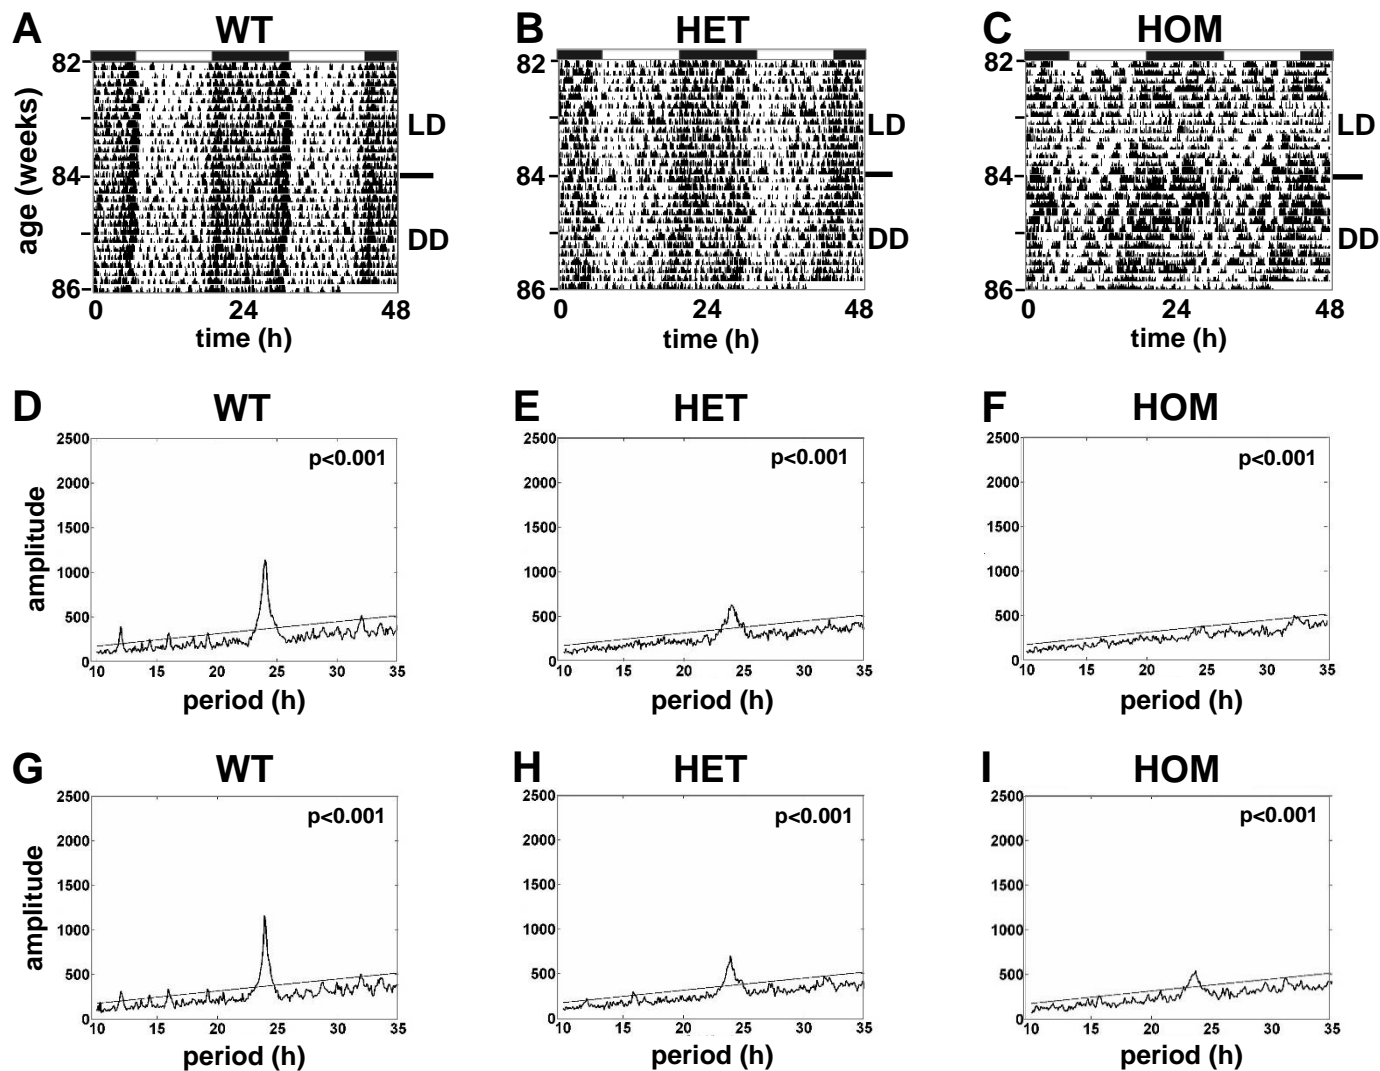 A WT B HET C HOM
82 82 82
LD LD LD
age (weeks)
84 84 84
DD DD DD
86 86 86
0 24 48 0 24 48 0 24 48
time (h) time (h) time (h)
D WT E HET F HOM
2500 2500 2500
p<0.001 p<0.001 p<0.001
2000 2000 2000
1500 1500 1500
amplitude
1000 1000 1000
500 500 500
0 0 0
10 15 20 25 30 35 10 15 20 25 30 35 10 15 20 25 30 35
period (h) period (h) period (h)
G WT H HET I HOM
2500 2500 2500
p<0.001 p<0.001 p<0.001
2000 2000 2000
1500 1500 1500
amplitude
1000 1000 1000
500 500 500
0 0 0
10 15 20 25 30 35 10 15 20 25 30 35 10 15 20 25 30 35
period (h) period (h) period (h)